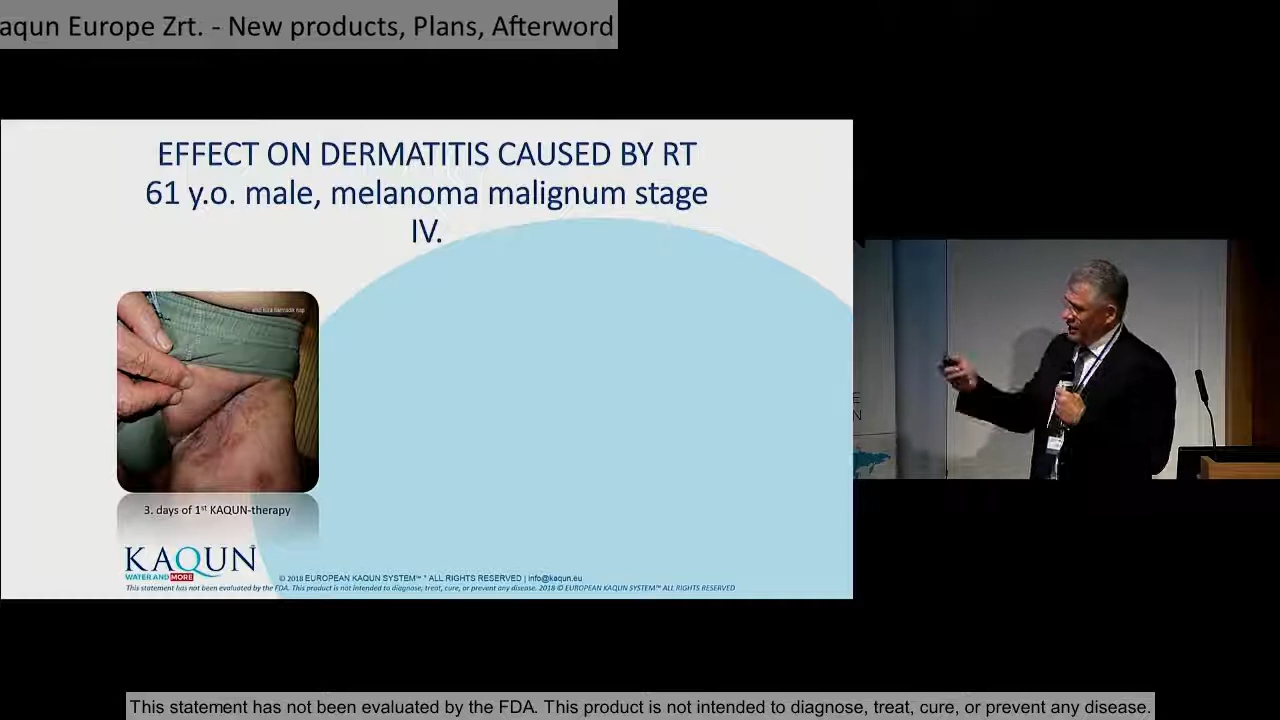 aqun Europe Zrt. - New products, Plans, Afterword
EFFECT ON DERMATITIS CAUSED BY RT
61 y.o. male, melanoma malignum stage
IV.
3. days of 1st KAQUN-therapy
KAQUN
WATER AND MORE
© 2018 EUROPEAN KAQUN SYSTEM™ * ALL RIGHTS RESERVED | info@kaqun.eu
This statement has not been evaluated by the FDA. This product is not intended to diagnose, treat, cure, or prevent any disease. 2018 © EUROPEAN KAQUN SYSTEM™ ALL RIGHTS RESERVED
E
N
This statement has not been evaluated by the FDA. This product is not intended to diagnose, treat, cure, or prevent any disease.